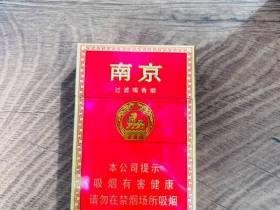 南京
过滤嘴香烟
本公司提示
吸烟有害健康
请勿在禁烟场所吸烟